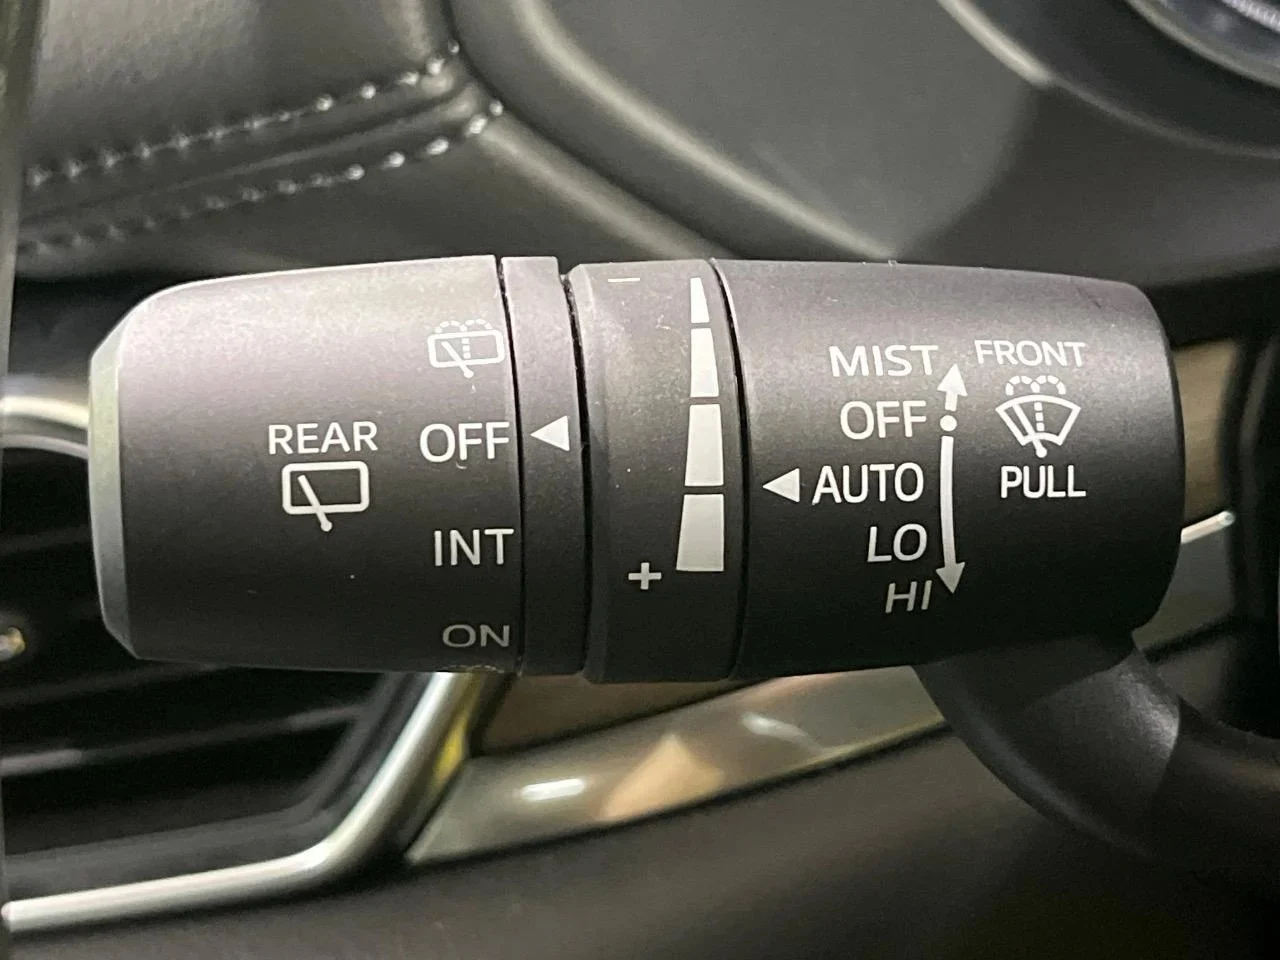 REAR
OFF
INT
ON
−
+
MIST
OFF
AUTO
LO
HI
FRONT
PULL